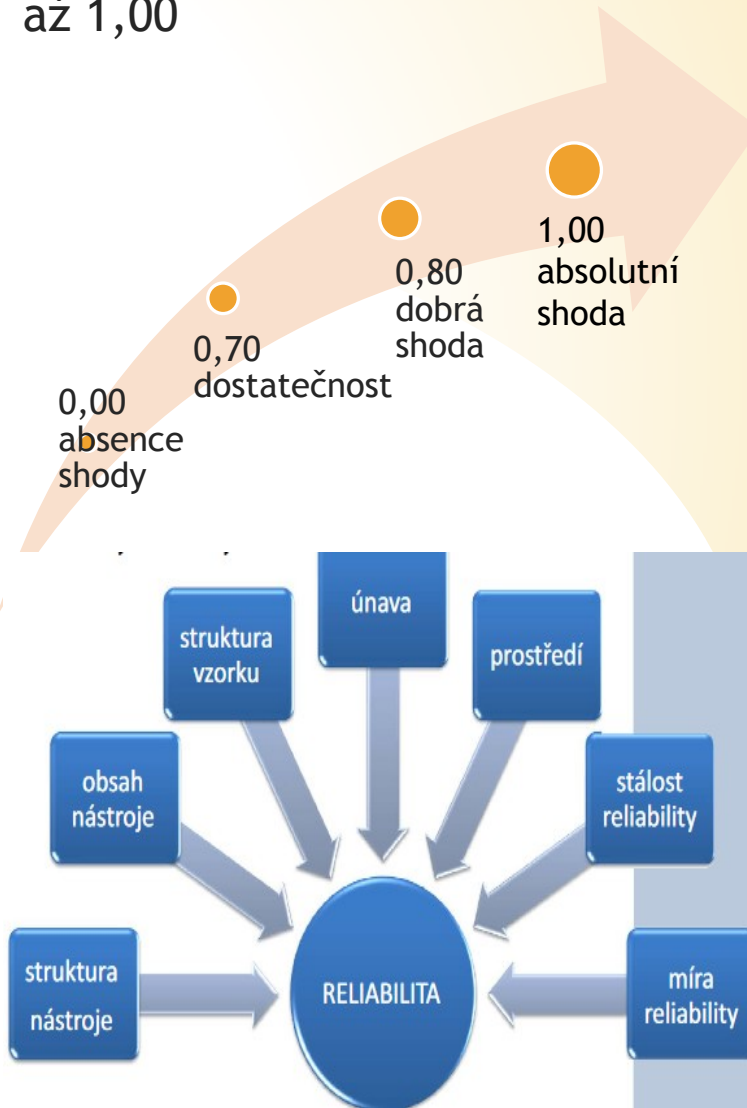 až 1,00
0,00
absence
shody
0,70
dostatečnost
0,80
dobrá
shoda
1,00
absolutní
shoda
únava
struktura
vzorku
prostředí
obsah
nástroje
stálost
reliability
struktura
nástroje
RELIABILITA
míra
reliability